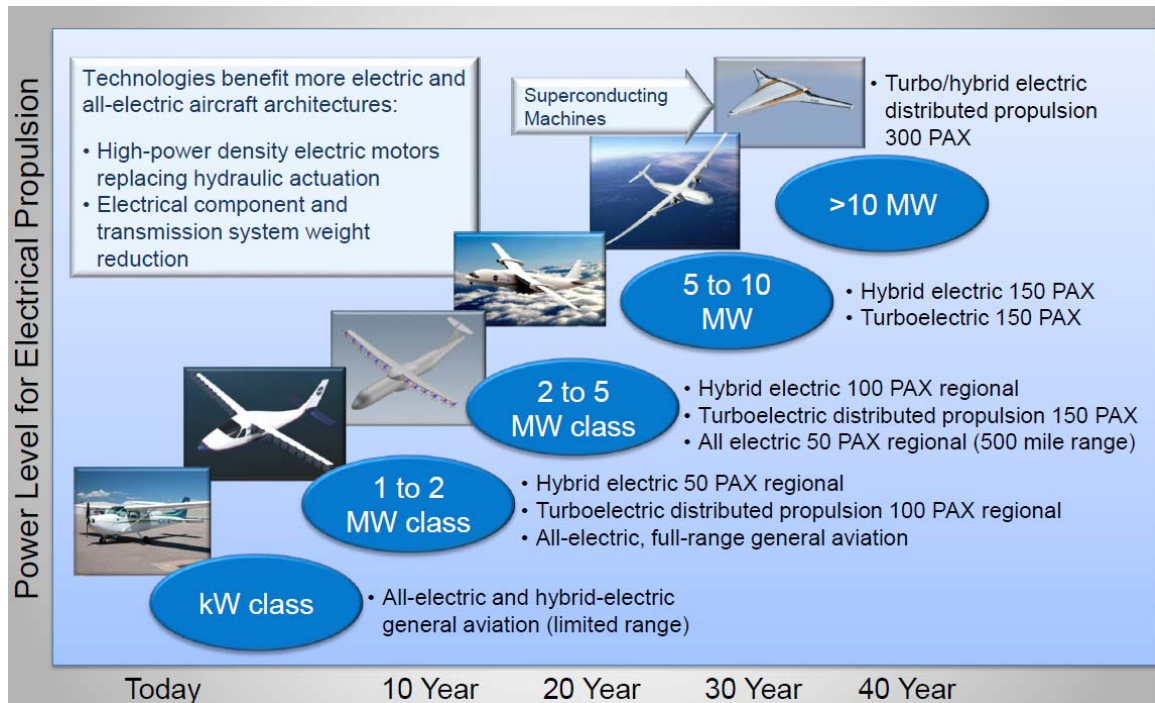 Power Level for Electrical Propulsion
Technologies benefit more electric and
all-electric aircraft architectures:
• High-power density electric motors
replacing hydraulic actuation
• Electrical component and
transmission system weight
reduction
Superconducting
Machines
• Turbo/hybrid electric
distributed propulsion
300 PAX
>10 MW
5 to 10
MW
• Hybrid electric 150 PAX
• Turboelectric 150 PAX
2 to 5
MW class
• Hybrid electric 100 PAX regional
• Turboelectric distributed propulsion 150 PAX
• All electric 50 PAX regional (500 mile range)
1 to 2
MW class
• Hybrid electric 50 PAX regional
• Turboelectric distributed propulsion 100 PAX regional
• All-electric, full-range general aviation
kW class
• All-electric and hybrid-electric
general aviation (limited range)
Today 10 Year 20 Year 30 Year 40 Year